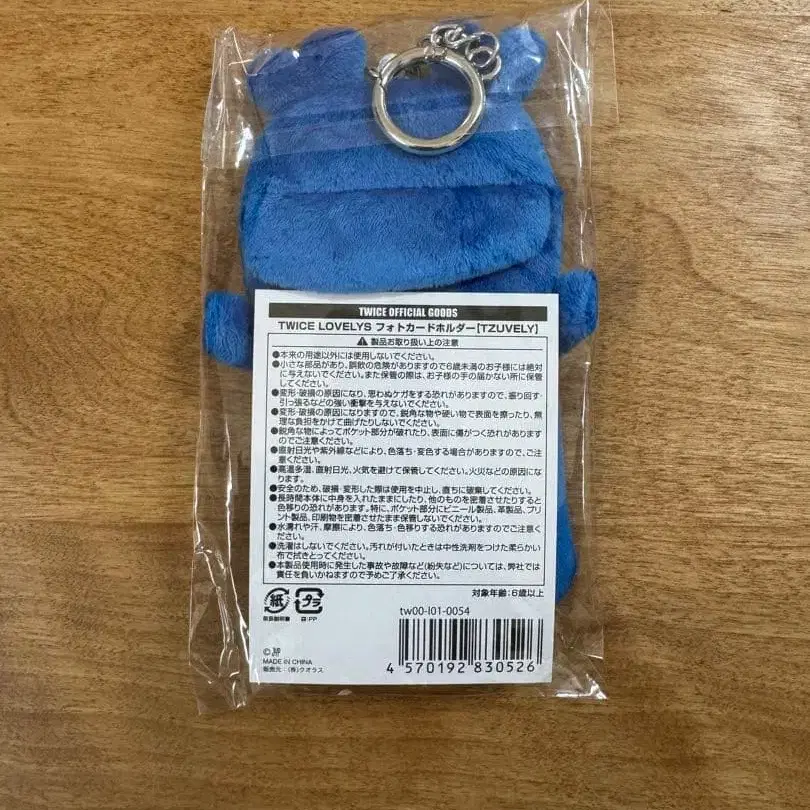 TWICE OFFICIAL GOODS
TWICE LOVELYS フォトカードホルダー【TZUVELY】
製品お取り扱い上の注意
●本来の用途以外には使用しないでください。
●小さな部品があり、誤飲の危険がありますので6歳未満のお子様には絶対
に与えないでください。また保管の際は、お子様の手の届かない所に保管
してください。
●変形・破損の原因になり、思わぬケガをする恐れがありますので、振り回す・
引っ張るなどの強い衝撃を与えないでください。
●変形・破損の原因になりますので、鋭角な物や硬い物で表面を擦ったり、無
理な負担をかけて曲げたりしないでください。
●鋭角な物によってポケット部分が破れたり、表面に傷がつく恐れがあります
のでご注意ください。
●直射日光や紫外線などにより、色落ち・変色する場合がありますので、ご注
意ください。
●高温多湿、直射日光、火気を避けて保管してください。火災などの原因にな
ります。
●安全のため、破損・変形した際は使用を中止し、直ちに破棄してください。
●長時間本体に中身を入れたままにしたり、他のものを密着させたりすると
色移りの恐れがあります。特に、ポケット部分にビニール製品、革製品、プリ
ント製品、印刷物を密着させたまま保管しないでください。
●水濡れや汗、摩擦により、色落ち・色移りする恐れがありますのでご注意く
ださい。
●洗濯はしないでください。汚れが付いたときは中性洗剤をつけた柔らかい
布で拭きとってください。
●本製品使用時に発生した事故や故障など(紛失など)については、弊社では
責任を負いかねますので予めご了承ください。
対象年齢:6歳以上
紙
プラ
取扱説明書
袋:PP
tw00-l01-0054
© JYP
MADE IN CHINA
販売元:(株)クオラス
4 570192 830526